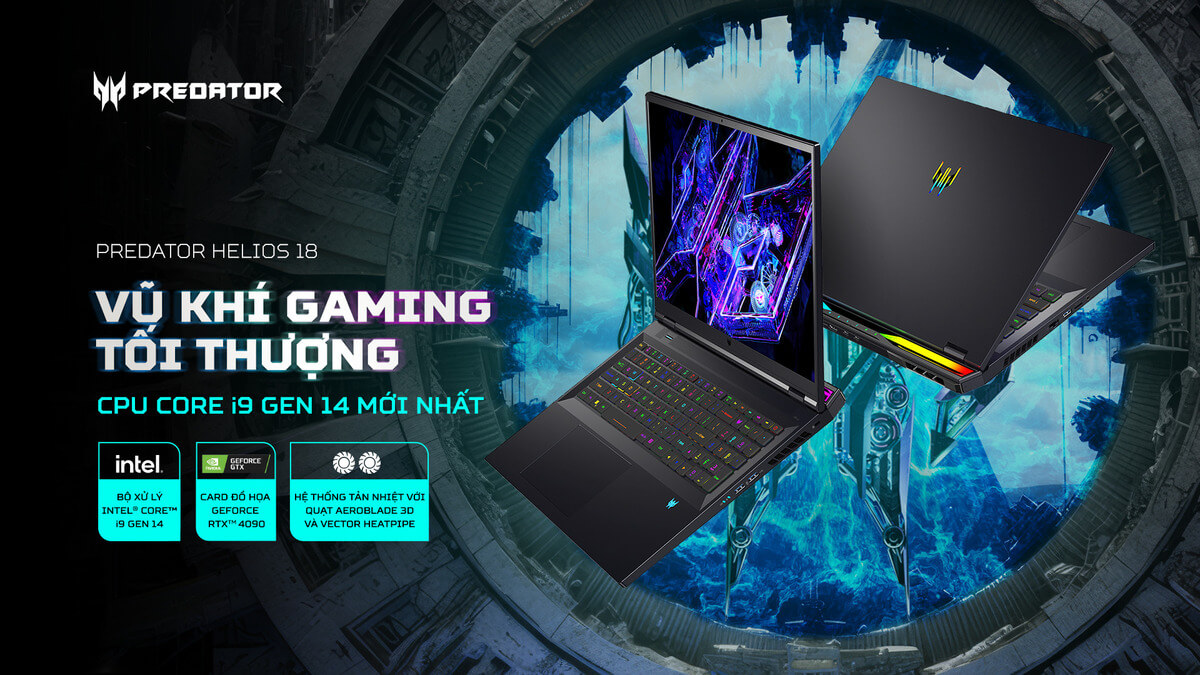 PREDATOR
PREDATOR HELIOS 18
VŨ KHÍ GAMING
TỐI THƯỢNG
CPU CORE i9 GEN 14 MỚI NHẤT
intel.
BỘ XỬ LÝ
INTEL® CORE™
i9 GEN 14
NVIDIA
GEFORCE
GTX
CARD ĐỒ HỌA
GEFORCE
RTX™ 4090
HỆ THỐNG TẢN NHIỆT VỚI
QUẠT AEROBLADE 3D
VÀ VECTOR HEATPIPE